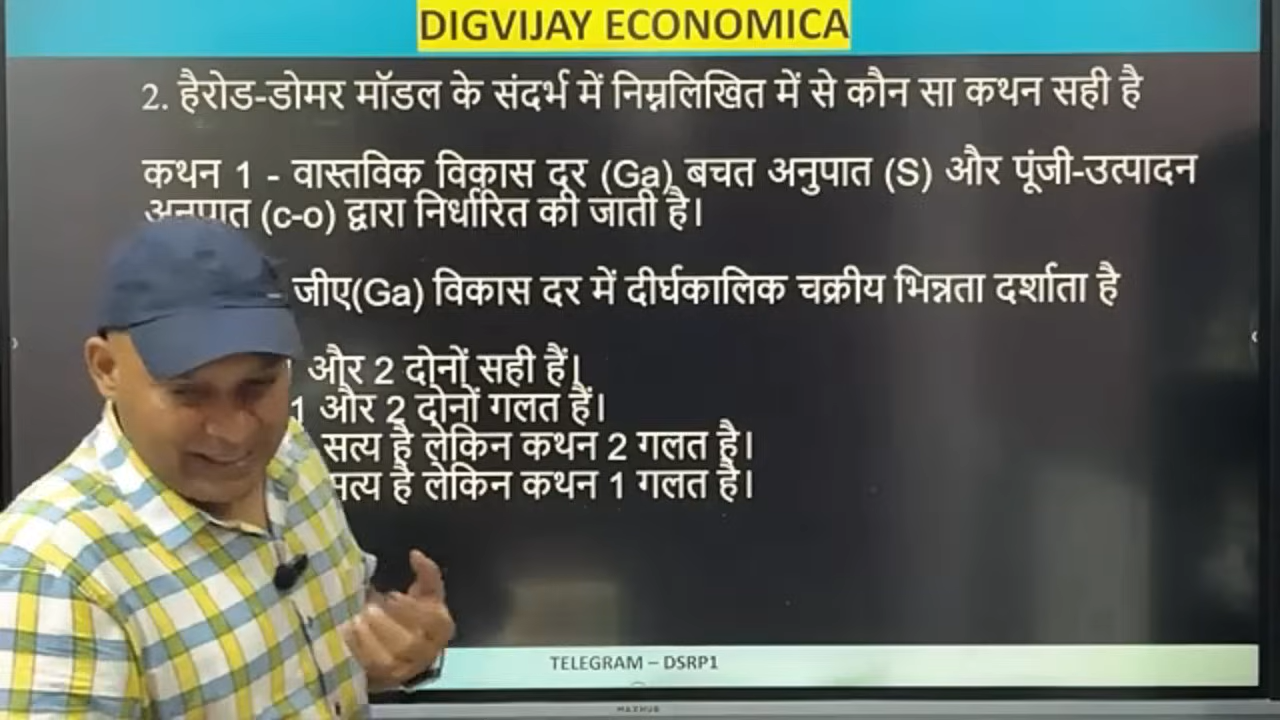 DIGVIJAY ECONOMICA
2. हैरोड-डोमर मॉडल के संदर्भ में निम्नलिखित में से कौन सा कथन सही है
कथन 1 - वास्तविक विकास दर (Ga) बचत अनुपात (S) और पूंजी-उत्पादन
अनुपात (c-o) द्वारा निर्धारित की जाती है।
जीए(Ga) विकास दर में दीर्घकालिक चक्रीय भिन्नता दर्शाता है
1 और 2 दोनों सही हैं।
1 और 2 दोनों गलत हैं।
सत्य है लेकिन कथन 2 गलत है।
सत्य है लेकिन कथन 1 गलत है।
TELEGRAM – DSRP1
MAXHUB